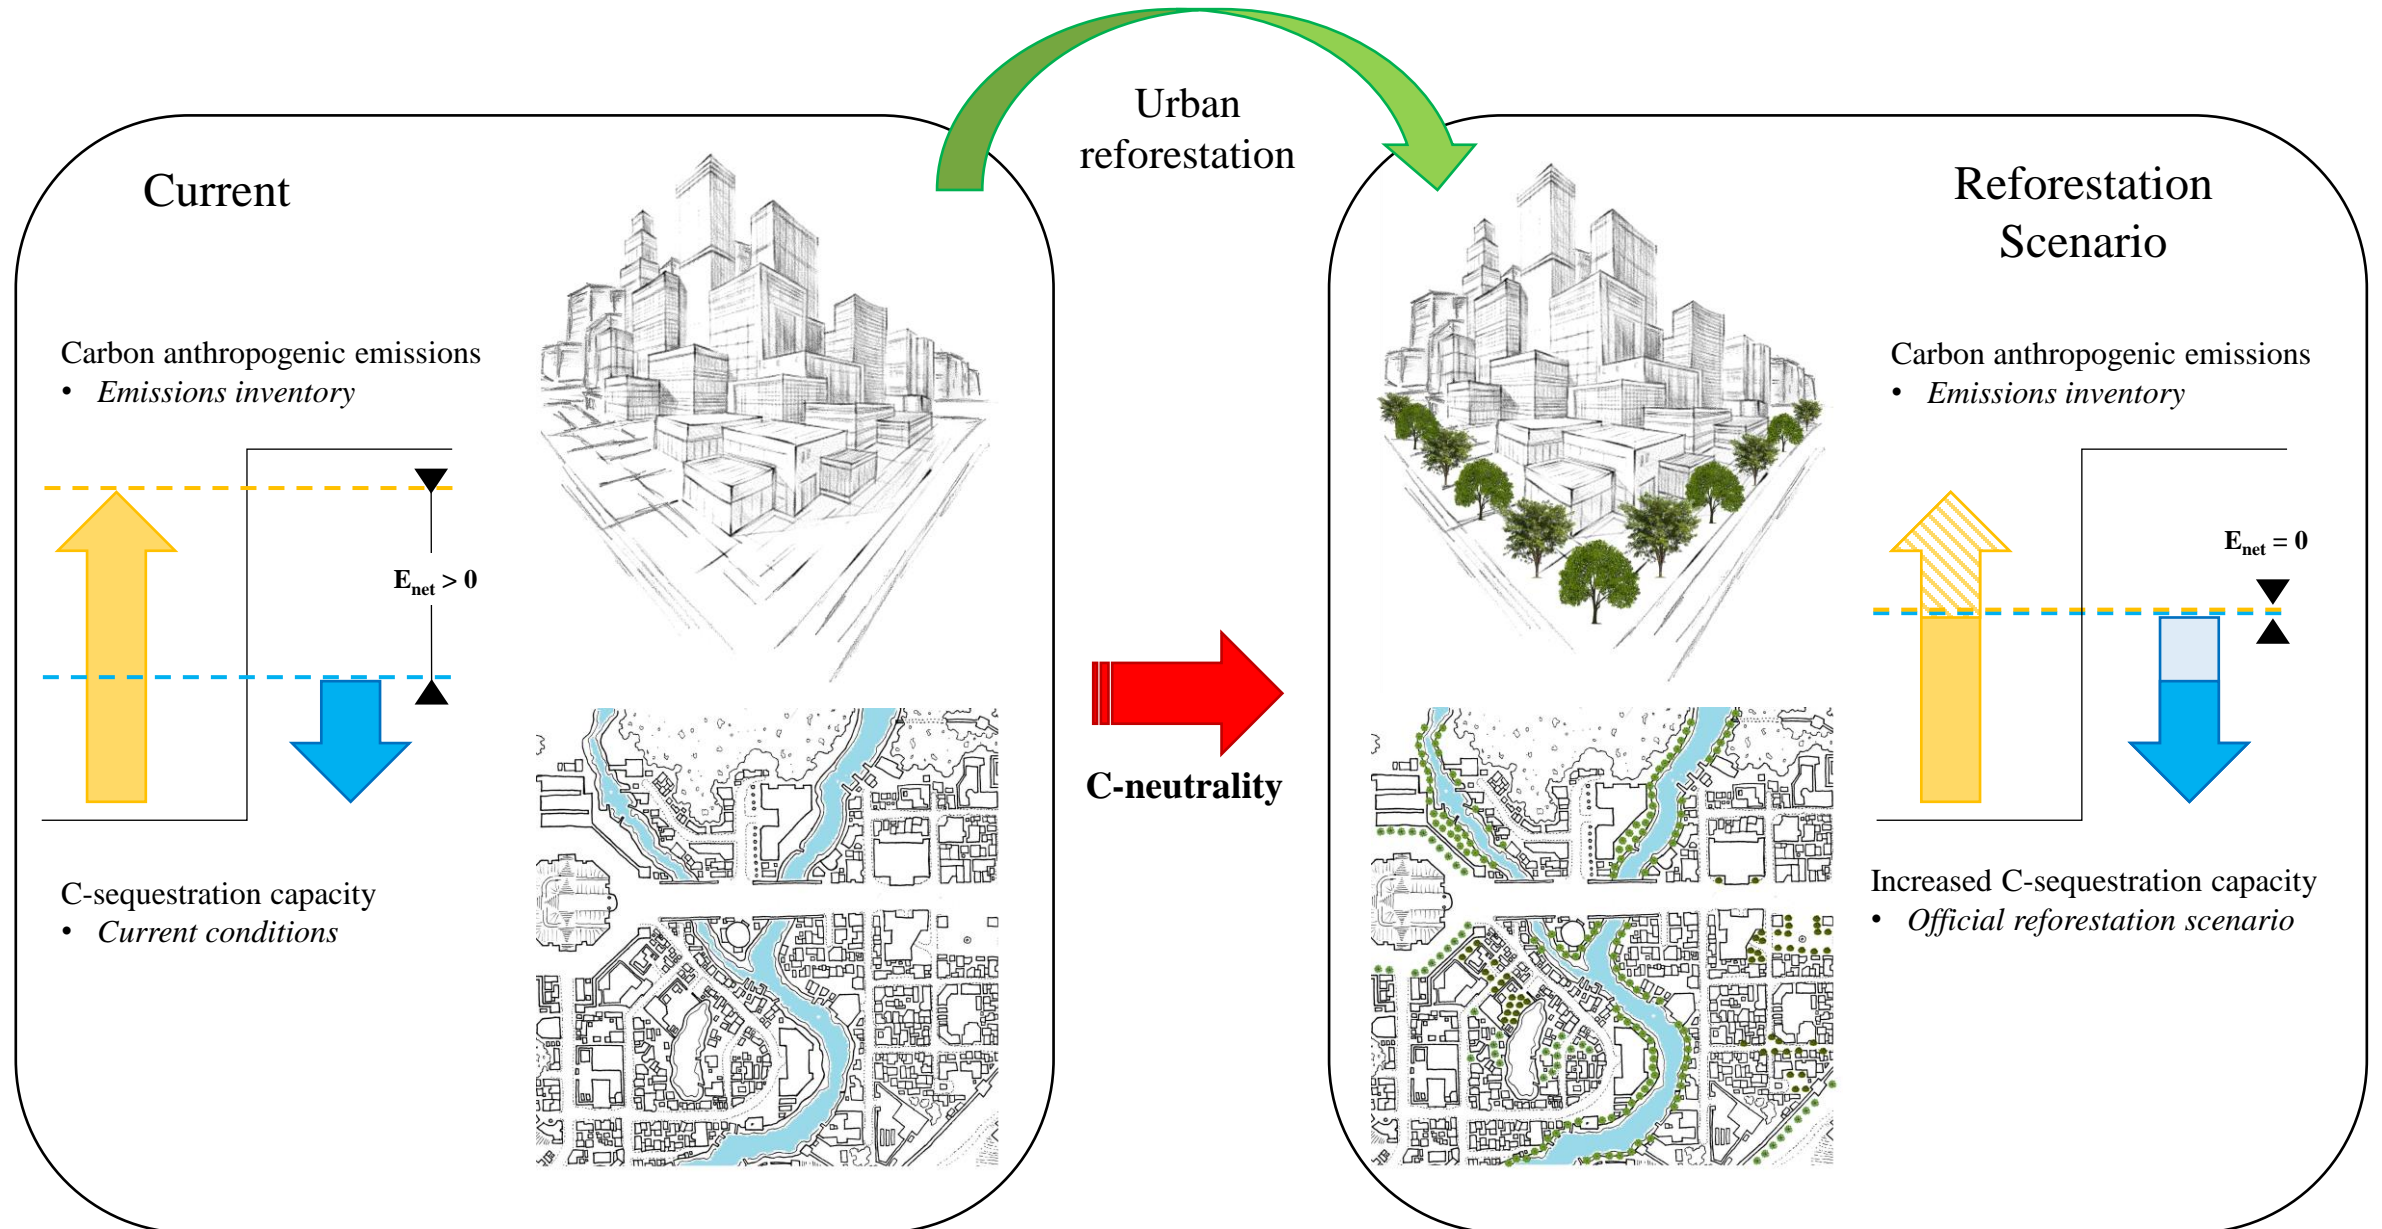 Urban
reforestation
Current
Carbon anthropogenic emissions
• Emissions inventory
Enet > 0
C-sequestration capacity
• Current conditions
C-neutrality
Reforestation
Scenario
Carbon anthropogenic emissions
• Emissions inventory
Enet = 0
Increased C-sequestration capacity
• Official reforestation scenario